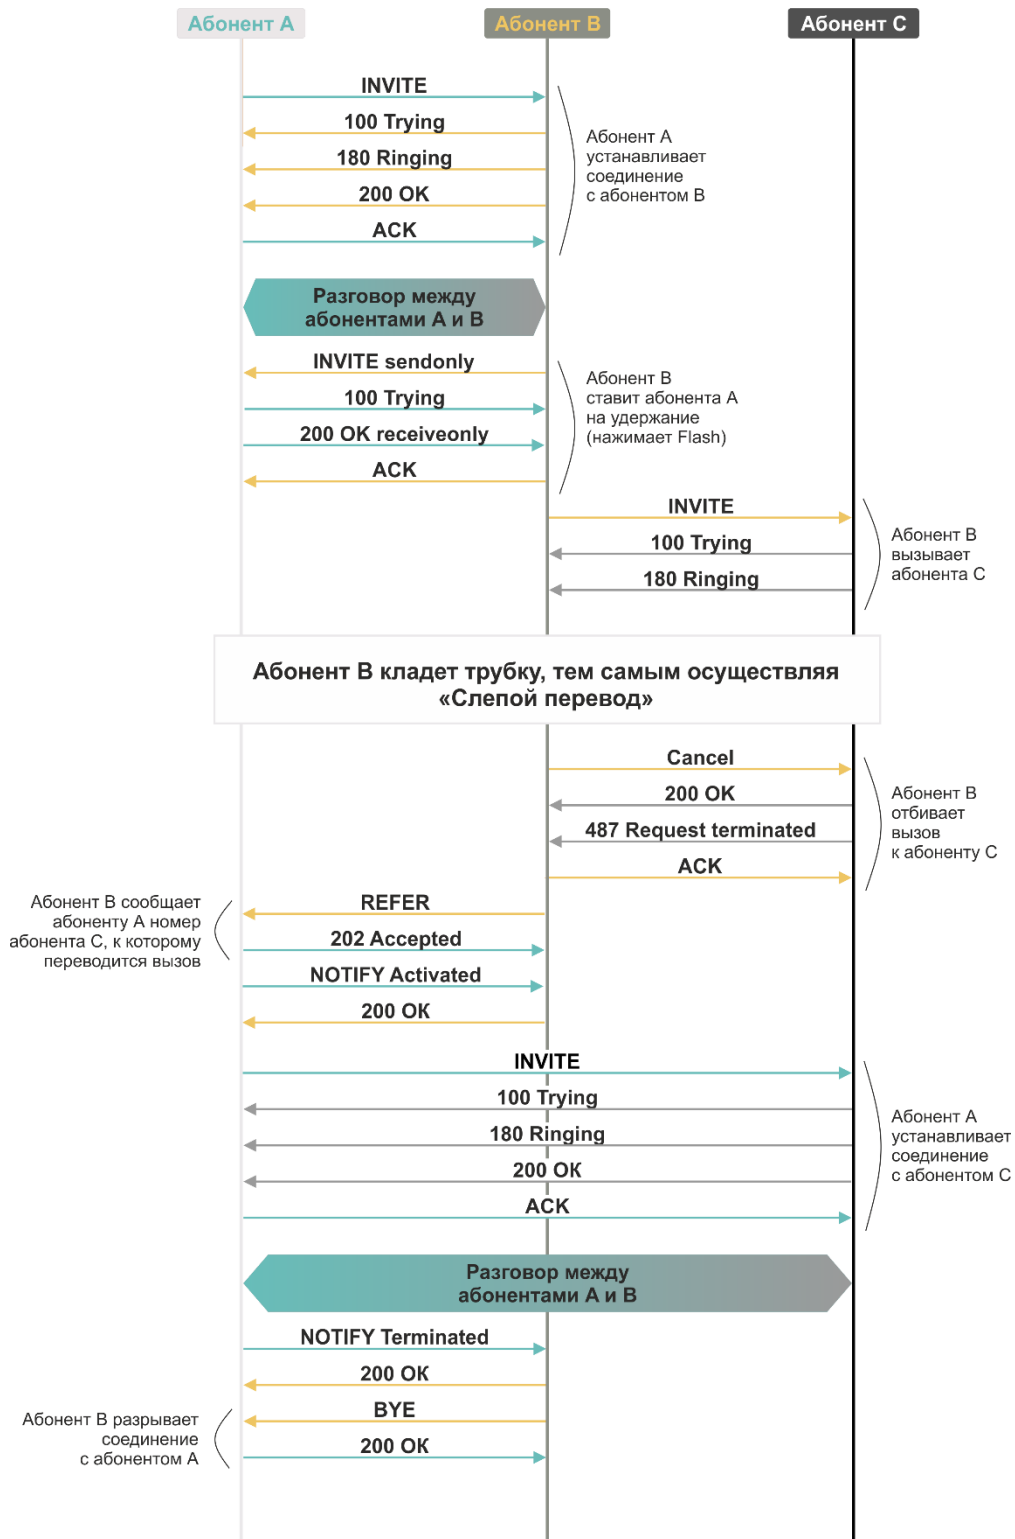 Абонент A
Абонент B
Абонент C
INVITE
100 Trying
180 Ringing
200 OK
ACK
Абонент A
устанавливает
соединение
с абонентом B
Разговор между
абонентами A и B
INVITE sendonly
100 Trying
200 OK receiveonly
ACK
Абонент B
ставит абонента A
на удержание
(нажимает Flash)
INVITE
100 Trying
180 Ringing
Абонент B
вызывает
абонента C
Абонент B кладет трубку, тем самым осуществляя
«Слепой перевод»
Cancel
200 OK
487 Request terminated
ACK
Абонент B
отбивает
вызов
к абоненту C
Абонент B сообщает
абоненту A номер
абонента C, к которому
переводится вызов
REFER
202 Accepted
NOTIFY Activated
200 OK
INVITE
100 Trying
180 Ringing
200 OK
ACK
Абонент A
устанавливает
соединение
с абонентом C
Разговор между
абонентами A и B
NOTIFY Terminated
200 OK
BYE
200 OK
Абонент B разрывает
соединение
с абонентом A